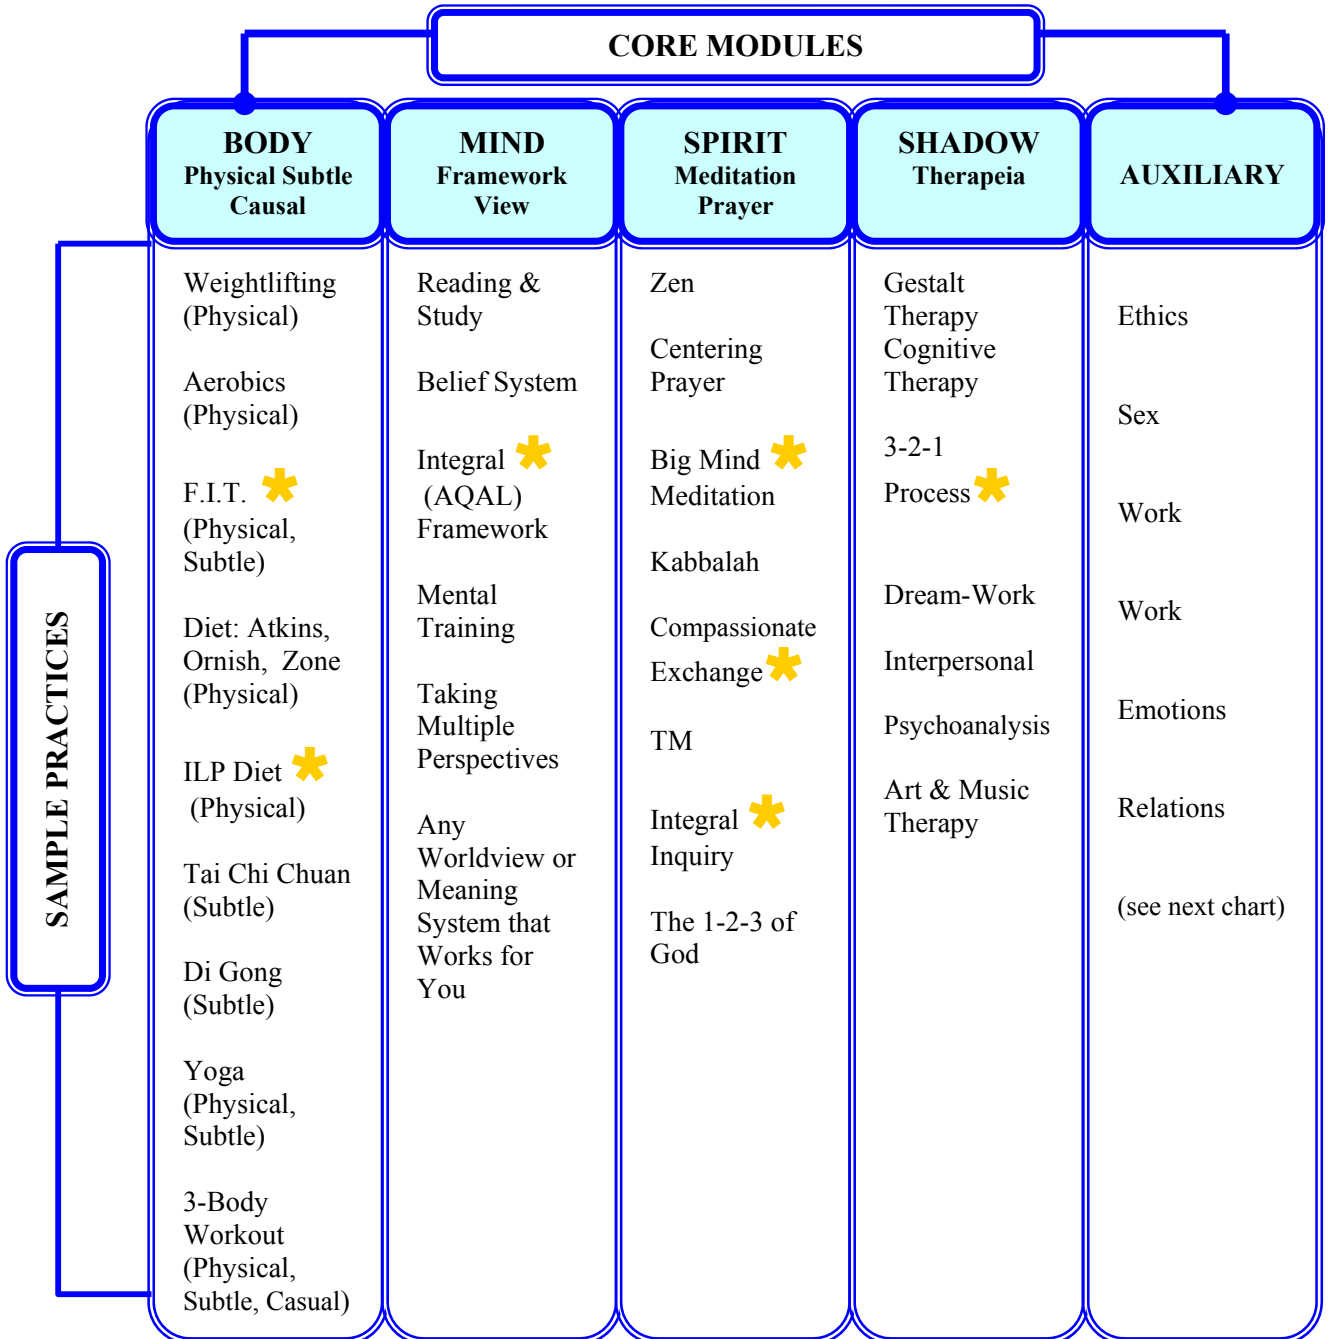 CORE MODULES
BODY
Physical Subtle
Causal
MIND
Framework
View
SPIRIT
Meditation
Prayer
SHADOW
Therapeia
AUXILIARY
SAMPLE PRACTICES
Weightlifting
(Physical)
Aerobics
(Physical)
F.I.T. *
(Physical,
Subtle)
Diet: Atkins,
Ornish, Zone
(Physical)
ILP Diet *
(Physical)
Tai Chi Chuan
(Subtle)
Di Gong
(Subtle)
Yoga
(Physical,
Subtle)
3-Body
Workout
(Physical,
Subtle, Casual)
Reading &
Study
Belief System
Integral *
(AQAL)
Framework
Mental
Training
Taking
Multiple
Perspectives
Any
Worldview or
Meaning
System that
Works for
You
Zen
Centering
Prayer
Big Mind *
Meditation
Kabbalah
Compassionate
Exchange *
TM
Integral *
Inquiry
The 1-2-3 of
God
Gestalt
Therapy
Cognitive
Therapy
3-2-1
Process *
Dream-Work
Interpersonal
Psychoanalysis
Art & Music
Therapy
Ethics
Sex
Work
Work
Emotions
Relations
(see next chart)